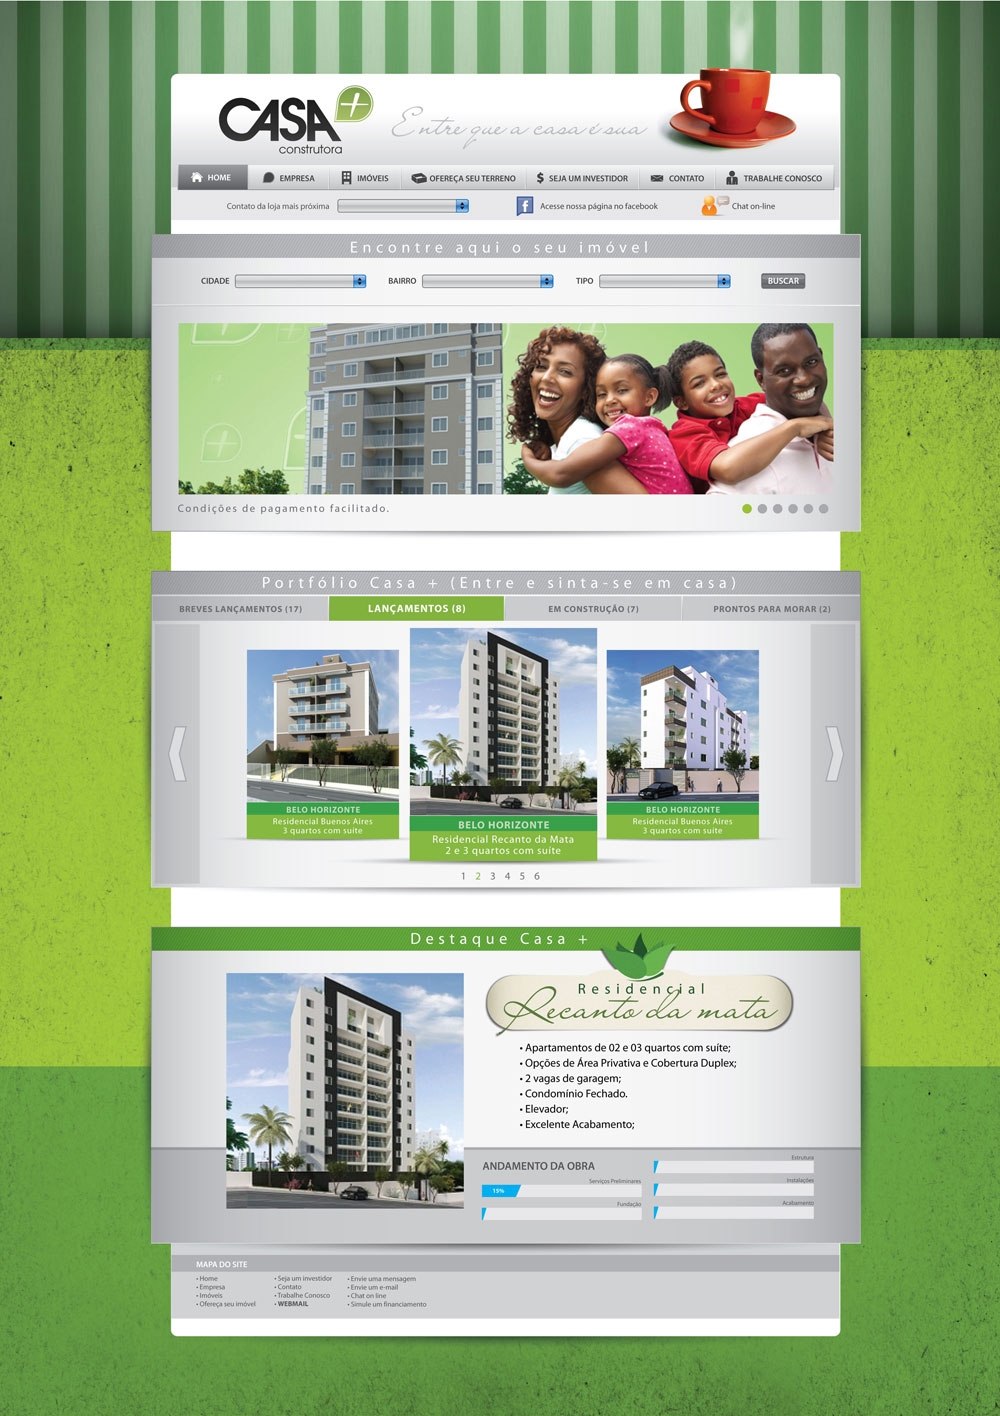 CASA+
construtora
Entre que a casa é sua
HOME EMPRESA IMÓVEIS OFEREÇA SEU TERRENO SEJA UM INVESTIDOR CONTATO TRABALHE CONOSCO
Contato da loja mais próxima Acesse nossa página no facebook Chat on-line
Encontre aqui o seu imóvel
CIDADE BAIRRO TIPO BUSCAR
Condições de pagamento facilitado.
Portfólio Casa + (Entre e sinta-se em casa)
BREVES LANÇAMENTOS (17) LANÇAMENTOS (8) EM CONSTRUÇÃO (7) PRONTOS PARA MORAR (2)
BELO HORIZONTE
Residencial Buenos Aires
3 quartos com suíte
BELO HORIZONTE
Residencial Recanto da Mata
2 e 3 quartos com suíte
BELO HORIZONTE
Residencial Buenos Aires
3 quartos com suíte
1 2 3 4 5 6
Destaque Casa +
Residencial
Recanto da mata
• Apartamentos de 02 e 03 quartos com suíte;
• Opções de Área Privativa e Cobertura Duplex;
• 2 vagas de garagem;
• Condomínio Fechado.
• Elevador;
• Excelente Acabamento;
ANDAMENTO DA OBRA
Serviços Preliminares
15%
Fundação
Estrutura
Instalações
Acabamento
MAPA DO SITE
• Home
• Empresa
• Imóveis
• Ofereça seu imóvel
• Seja um investidor
• Contato
• Trabalhe Conosco
• WEBMAIL
• Envie uma mensagem
• Envie um e-mail
• Chat on line
• Simule um financiamento